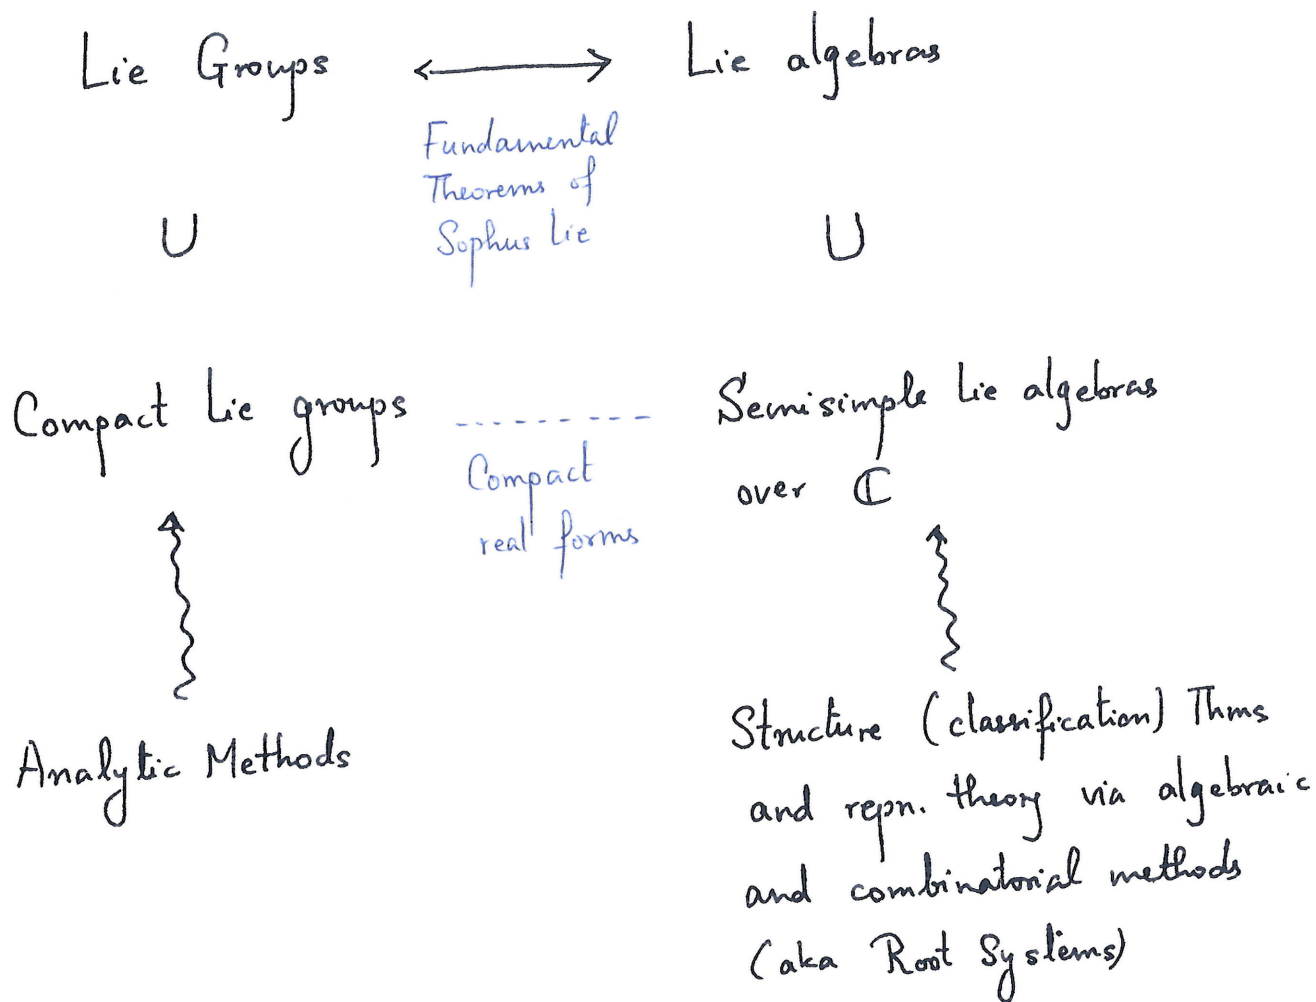 Lie Groups ⟷ Lie algebras
Fundamental
Theorems of
Sophus Lie
∪ ∪
Compact Lie groups --------- Semisimple Lie algebras
over ℂ
Compact
real forms
Analytic Methods
Structure (classification) Thms
and repn. theory via algebraic
and combinatorial methods
(aka Root Systems)